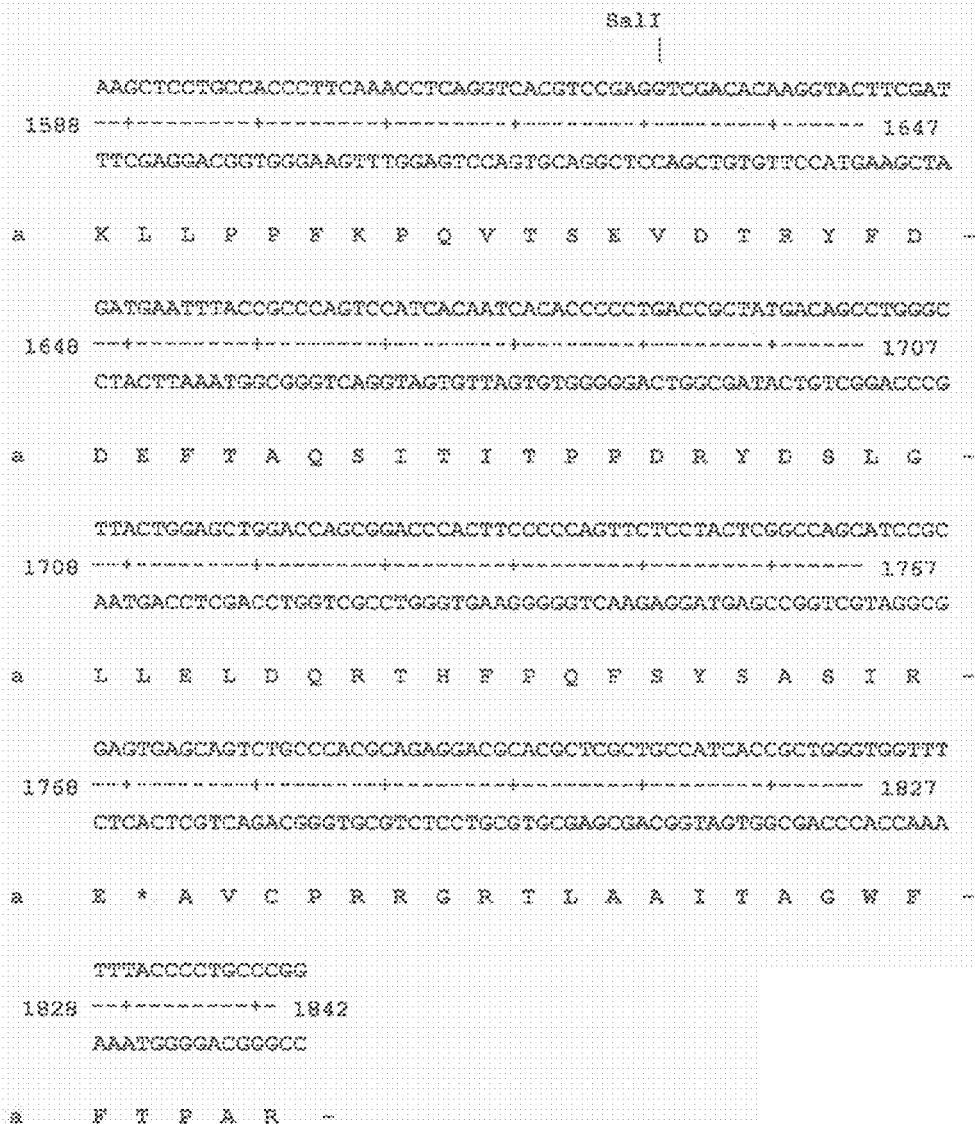 SalI
|
AAGCTCCTGCCACCCTTCAAACCTCAGGTCACGTCCGAGGTCGACACAAGGTACTTCGAT
1588 --+---------+---------+---------+---------+---------+------- 1647
TTCGAGGACGGTGGGAAGTTTGGAGTCCAGTGCAGGCTCCAGCTGTGTTCCATGAAGCTA
a K L L P P F K P Q V T S E V D T R Y F D -
GATGAATTTACCGCCCAGTCCATCACAATCACACCCCCTGACCGCTATGACAGCCTGGGC
1648 --+---------+---------+---------+---------+---------+------- 1707
CTACTTAAATGGCGGGTCAGGTAGTGTTAGTGTGGGGGACTGGCGATACTGTCGGACCCG
a D E F T A Q S I T I T P P D R Y D S L G -
TTACTGGAGCTGGACCAGCGGACCCACTTCCCCCAGTTCTCCTACTCGGCCAGCATCCGC
1708 --+---------+---------+---------+---------+---------+------- 1767
AATGACCTCGACCTGGTCGCCTGGGTGAAGGGGGTCAAGAGGATGAGCCGGTCGTAGGCG
a L L E L D Q R T H F P Q F S Y S A S I R -
GAGTGAGCAGTCTGCCCACGCAGAGGACGCACGCTCGCTGCCATCACCGCTGGGTGGTTT
1768 --+---------+---------+---------+---------+---------+------- 1827
CTCACTCGTCAGACGGGTGCGTCTCCTGCGTGCGAGCGACGGTAGTGGCGACCCACCAAA
a E * A V C P R R G R T L A A I T A G W F -
TTTACCCCTGCCCGG
1828 --+---------+-- 1842
AAATGGGGACGGGCC
a F T P A R -